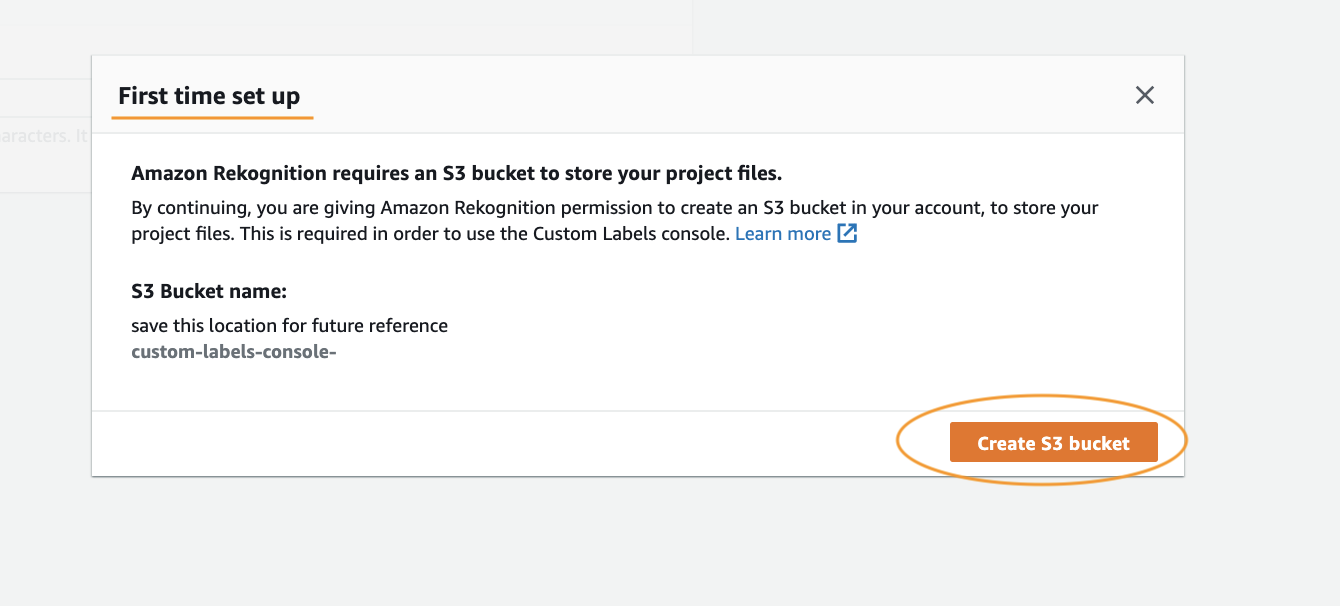 First time set up
aracters. It
Amazon Rekognition requires an S3 bucket to store your project files.
By continuing, you are giving Amazon Rekognition permission to create an S3 bucket in your account, to store your
project files. This is required in order to use the Custom Labels console. Learn more
S3 Bucket name:
save this location for future reference
custom-labels-console-
Create S3 bucket